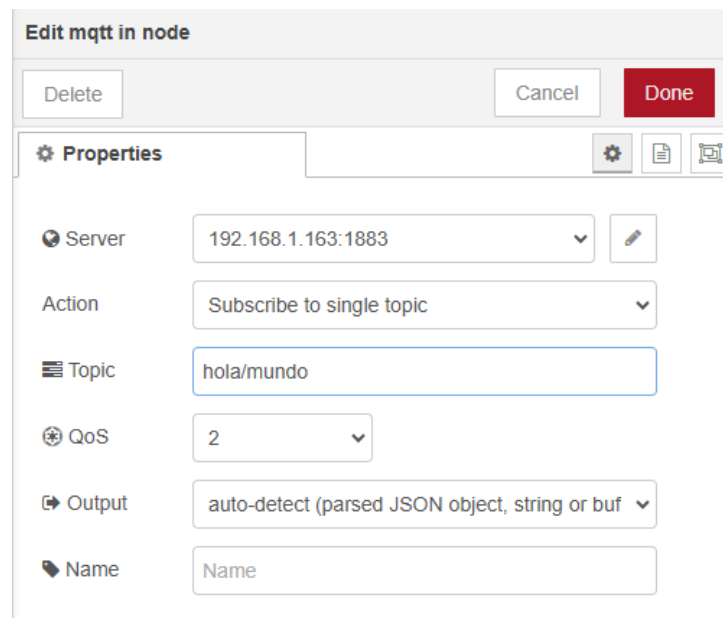 Edit mqtt in node
Delete Cancel Done
Properties
Server 192.168.1.163:1883
Action Subscribe to single topic
Topic hola/mundo
QoS 2
Output auto-detect (parsed JSON object, string or buf
Name Name